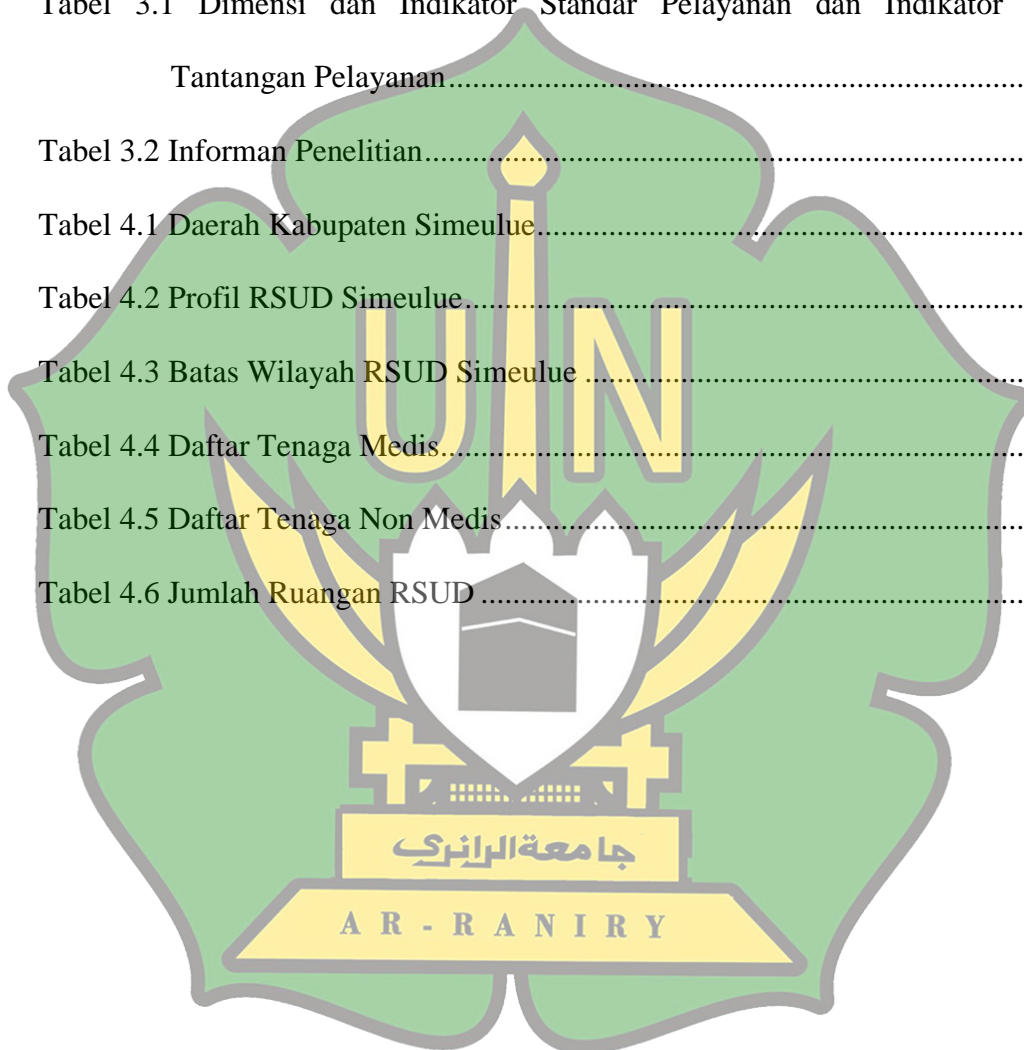 Tabel 3.1 Dimensi dan Indikator Standar Pelayanan dan Indikator
Tantangan Pelayanan............................................................................
Tabel 3.2 Informan Penelitian............................................................................
Tabel 4.1 Daerah Kabupaten Simeulue..............................................................
Tabel 4.2 Profil RSUD Simeulue.......................................................................
Tabel 4.3 Batas Wilayah RSUD Simeulue ........................................................
Tabel 4.4 Daftar Tenaga Medis..........................................................................
Tabel 4.5 Daftar Tenaga Non Medis..................................................................
Tabel 4.6 Jumlah Ruangan RSUD .....................................................................
UIN
جامعة الرانري
AR-RANIRY